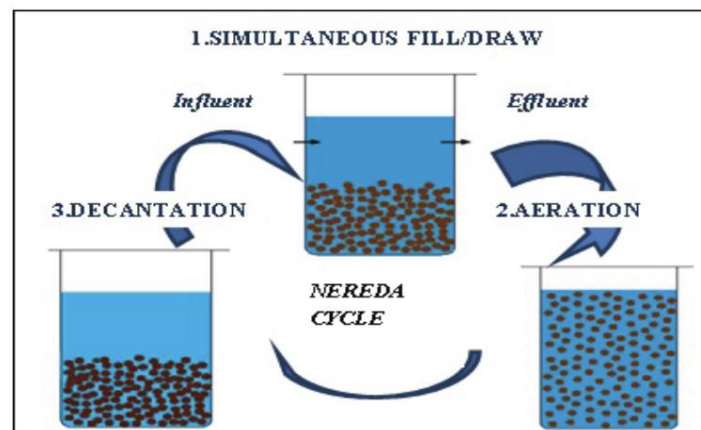 1.SIMULTANEOUS FILL/DRAW
Influent
Effluent
3.DECANTATION
2.AERATION
NEREDA
CYCLE